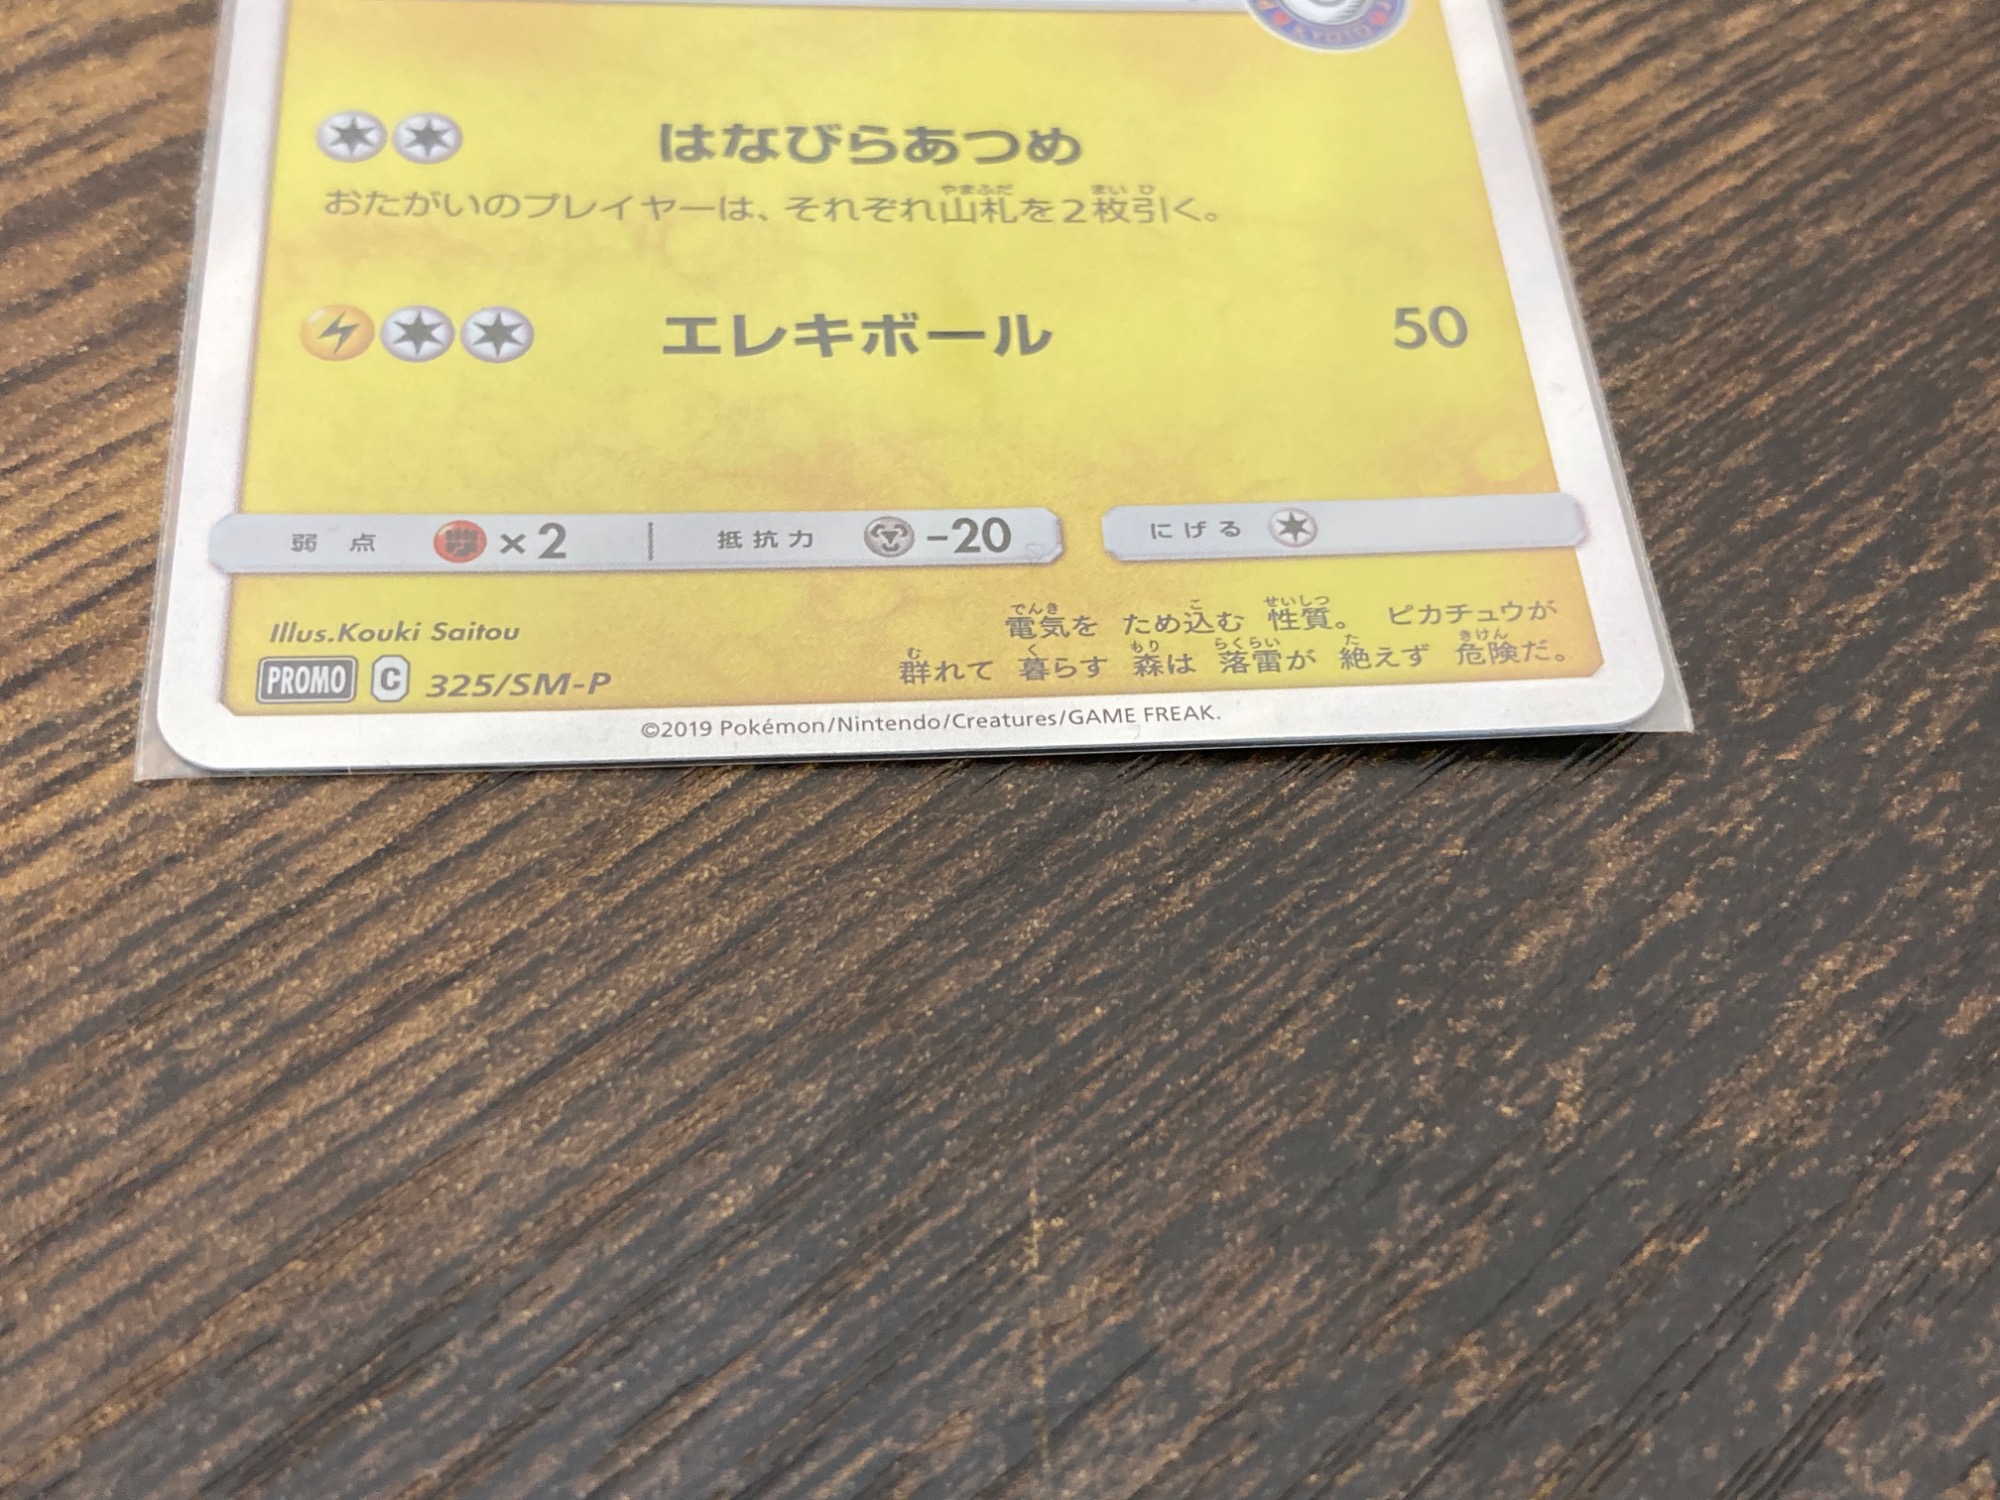 KYOTO
はなびらあつめ
おたがいのプレイヤーは、それぞれ山札を2枚引く。
エレキボール 50
弱点 ×2 抵抗力 -20 にげる
Illus.Kouki Saitou
PROMO C 325/SM-P
電気を ため込む 性質。 ピカチュウが
群れて 暮らす 森は 落雷が 絶えず 危険だ。
©2019 Pokémon/Nintendo/Creatures/GAME FREAK.